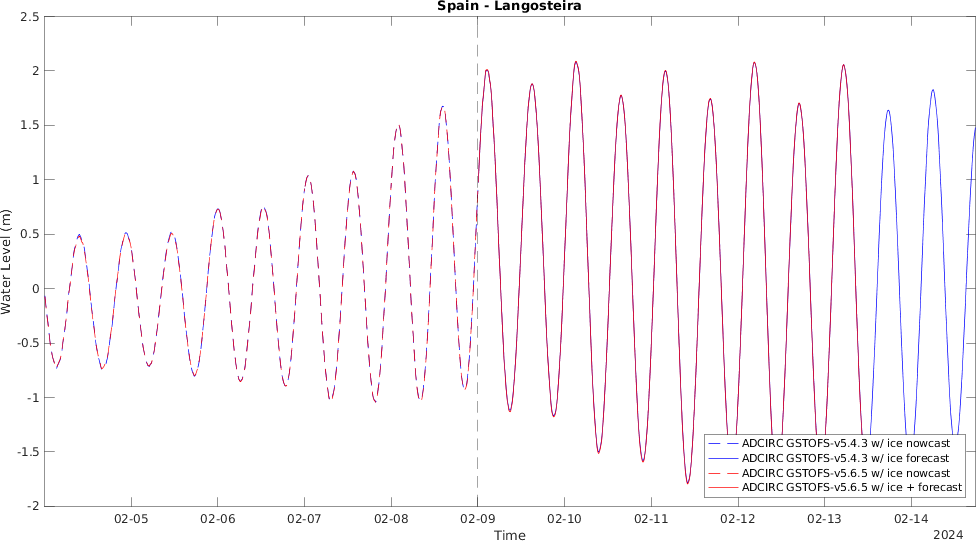 Spain - Langosteira
2.5
2
1.5
1
0.5
0
-0.5
-1
-1.5
-2
Water Level (m)
ADCIRC GSTOFS-v5.4.3 w/ ice nowcast
ADCIRC GSTOFS-v5.4.3 w/ ice forecast
ADCIRC GSTOFS-v5.6.5 w/ ice nowcast
ADCIRC GSTOFS-v5.6.5 w/ ice + forecast
02-05 02-06 02-07 02-08 02-09 02-10 02-11 02-12 02-13 02-14
Time
2024